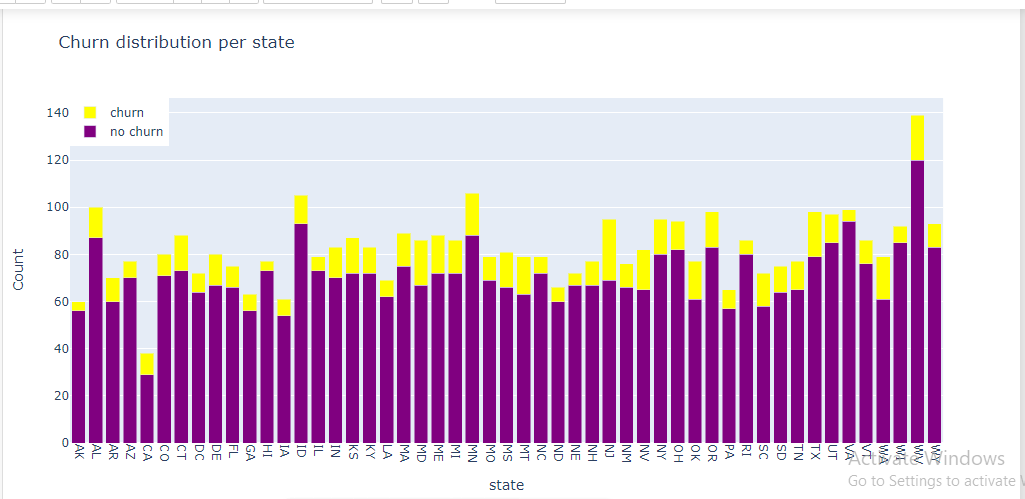 Churn distribution per state
churn
no churn
140
120
100
80
60
40
20
0
Count
AK AL AR AZ CA CO CT DC DE FL GA HI IA ID IL IN KS KY LA MA MD ME MI MN MO MS MT NC ND NE NH NJ NM NV NY OH OK OR PA RI SC SD TN TX UT VA VT WA WI WV
state
Activate Windows
Go to Settings to activate